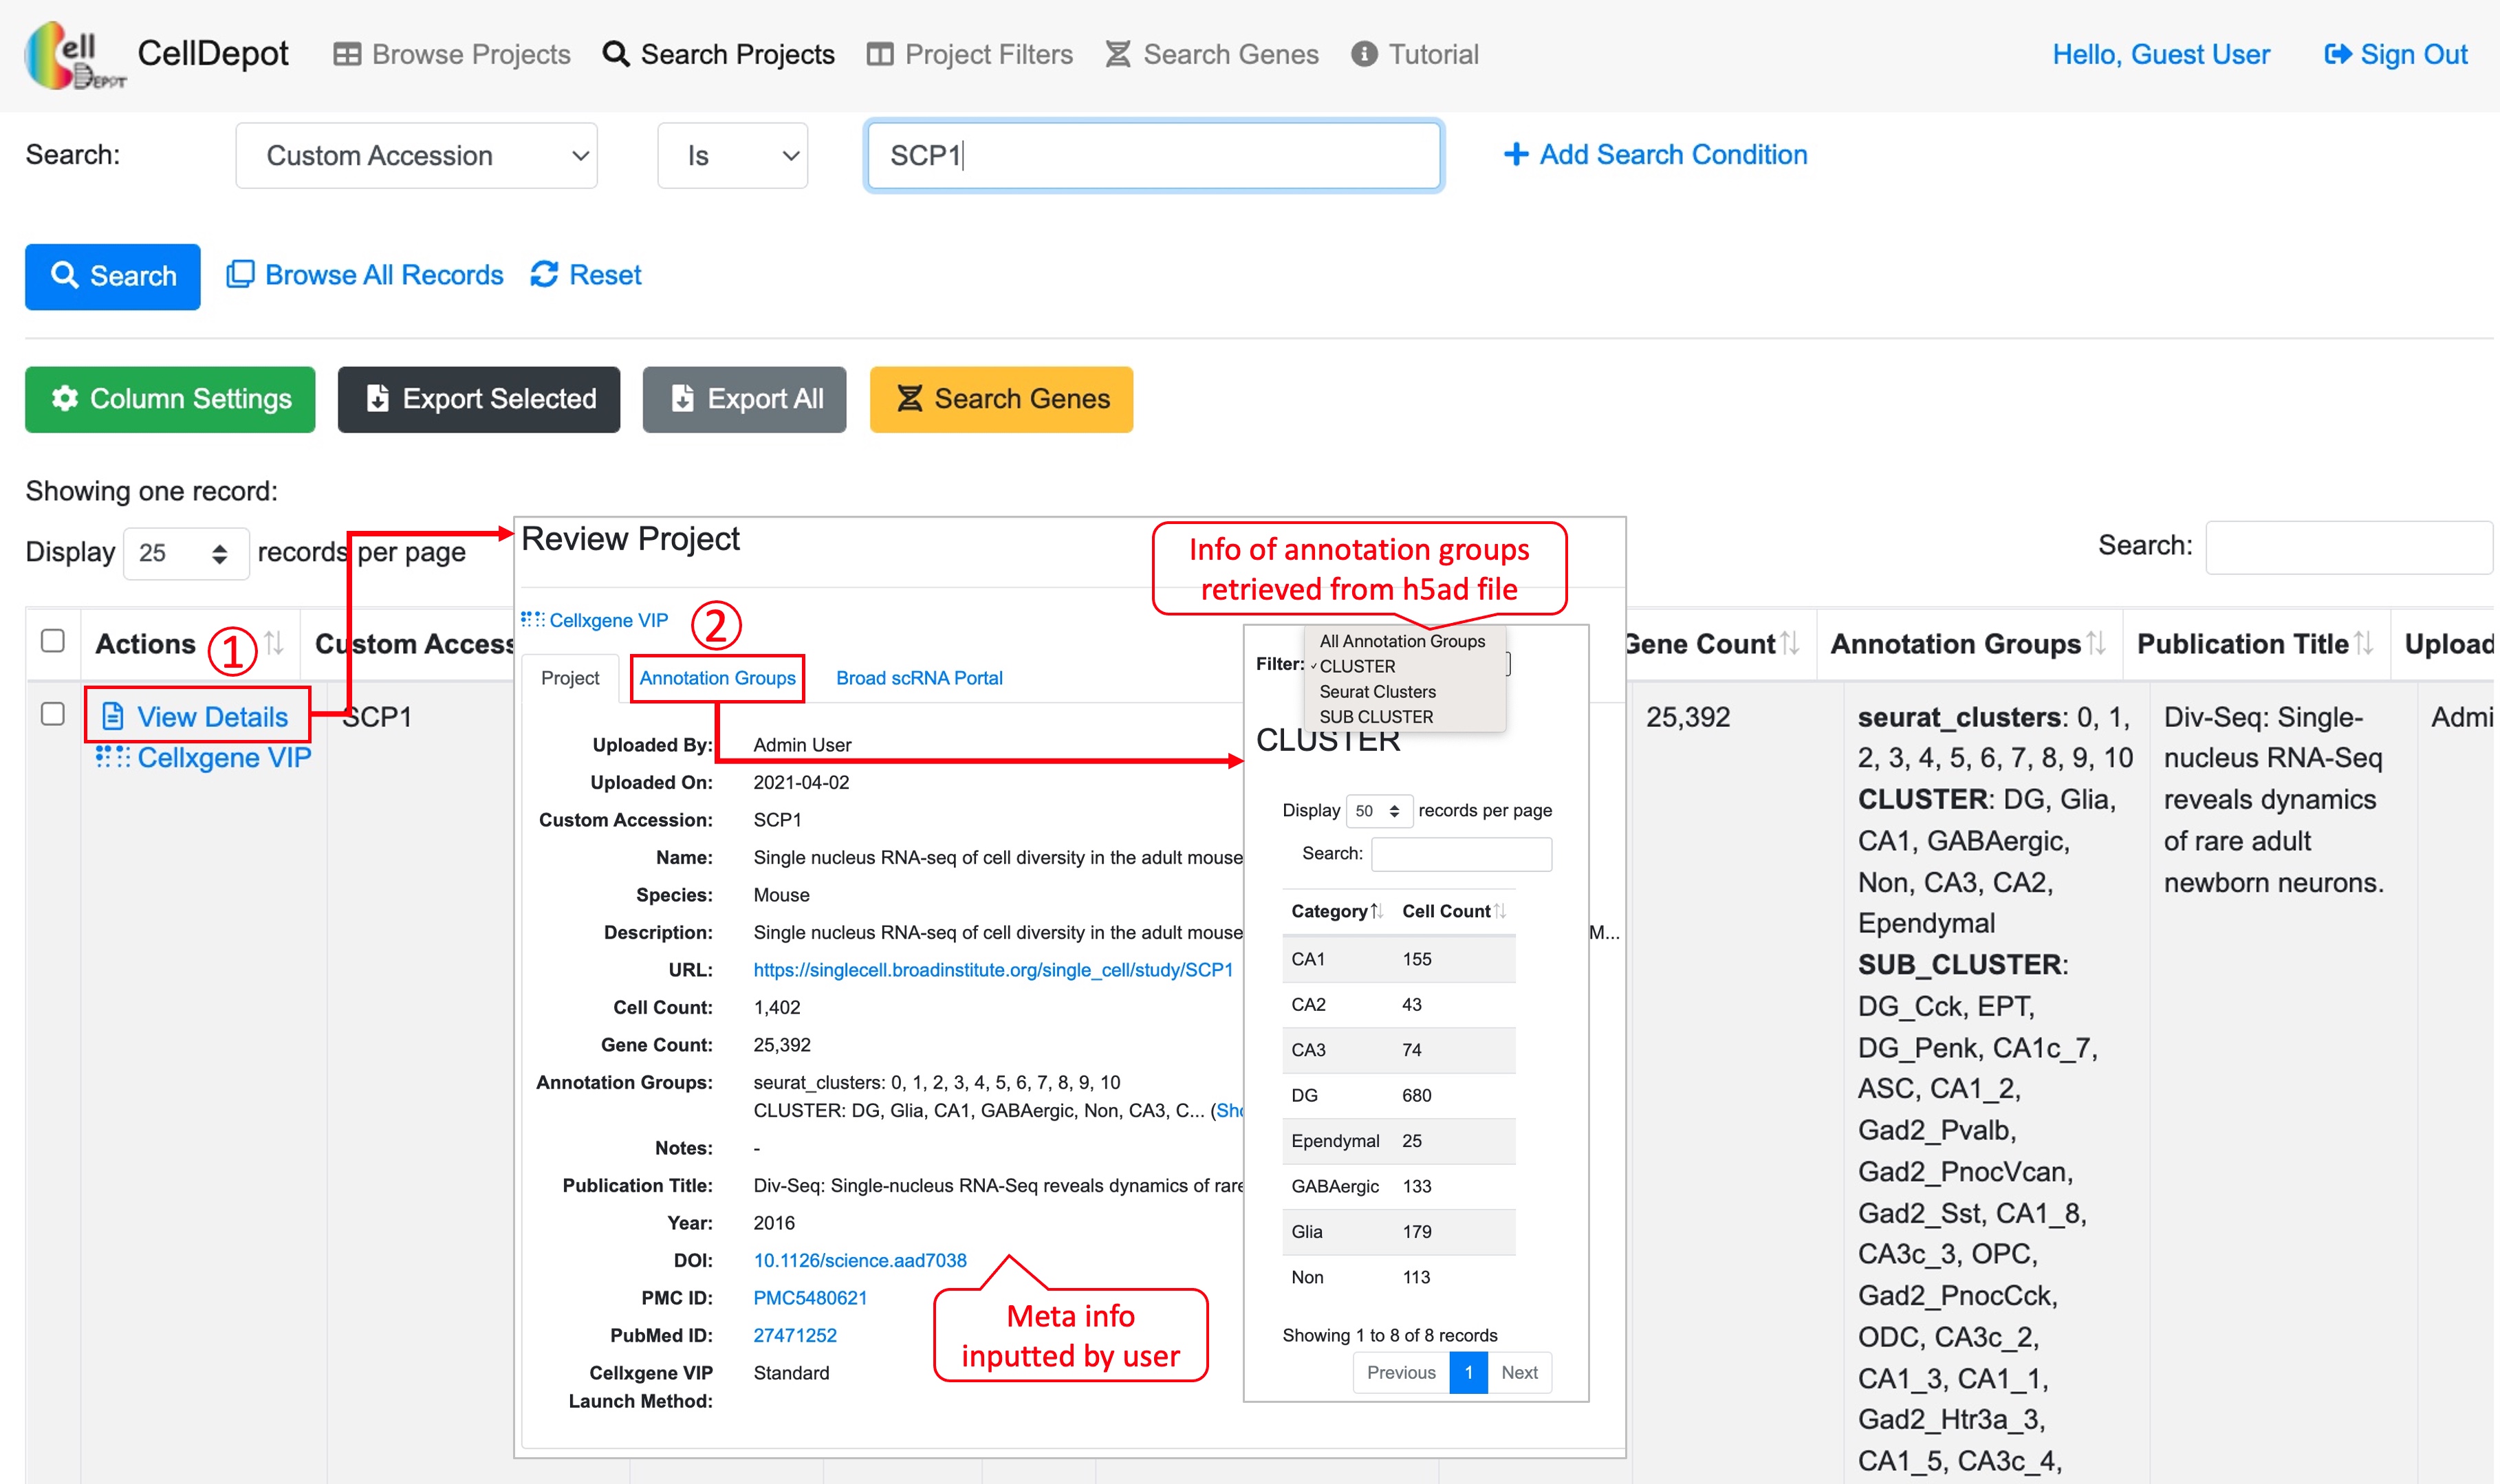 Cell Depot
CellDepot Browse Projects Search Projects Project Filters Search Genes Tutorial Hello, Guest User Sign Out
Search: Custom Accession Is SCP1 Add Search Condition
Search Browse All Records Reset
Column Settings Export Selected Export All Search Genes
Showing one record:
Display 25 records per page
Search:
Actions ① Custom Access
Gene Count Annotation Groups Publication Title Upload
View Details SCP1
Cellxgene VIP
Review Project
Cellxgene VIP ②
Project Annotation Groups Broad scRNA Portal
Uploaded By: Admin User
Uploaded On: 2021-04-02
Custom Accession: SCP1
Name: Single nucleus RNA-seq of cell diversity in the adult mouse
Species: Mouse
Description: Single nucleus RNA-seq of cell diversity in the adult mouse M...
URL: https://singlecell.broadinstitute.org/single_cell/study/SCP1
Cell Count: 1,402
Gene Count: 25,392
Annotation Groups: seurat_clusters: 0, 1, 2, 3, 4, 5, 6, 7, 8, 9, 10
CLUSTER: DG, Glia, CA1, GABAergic, Non, CA3, C... (Sho
Notes: -
Publication Title: Div-Seq: Single-nucleus RNA-Seq reveals dynamics of rare
Year: 2016
DOI: 10.1126/science.aad7038
PMC ID: PMC5480621
PubMed ID: 27471252
Cellxgene VIP Standard
Launch Method:
Meta info
inputted by user
Info of annotation groups
retrieved from h5ad file
Filter:
All Annotation Groups
✓ CLUSTER
Seurat Clusters
SUB CLUSTER
CLUSTER
Display 50 records per page
Search:
Category Cell Count
CA1 155
CA2 43
CA3 74
DG 680
Ependymal 25
GABAergic 133
Glia 179
Non 113
Showing 1 to 8 of 8 records
Previous 1 Next
25,392
seurat_clusters: 0, 1,
2, 3, 4, 5, 6, 7, 8, 9, 10
CLUSTER: DG, Glia,
CA1, GABAergic,
Non, CA3, CA2,
Ependymal
SUB_CLUSTER:
DG_Cck, EPT,
DG_Penk, CA1c_7,
ASC, CA1_2,
Gad2_Pvalb,
Gad2_PnocVcan,
Gad2_Sst, CA1_8,
CA3c_3, OPC,
Gad2_PnocCck,
ODC, CA3c_2,
CA1_3, CA1_1,
Gad2_Htr3a_3,
CA1_5, CA3c_4,
Div-Seq: Single-
nucleus RNA-Seq
reveals dynamics
of rare adult
newborn neurons.
Admi